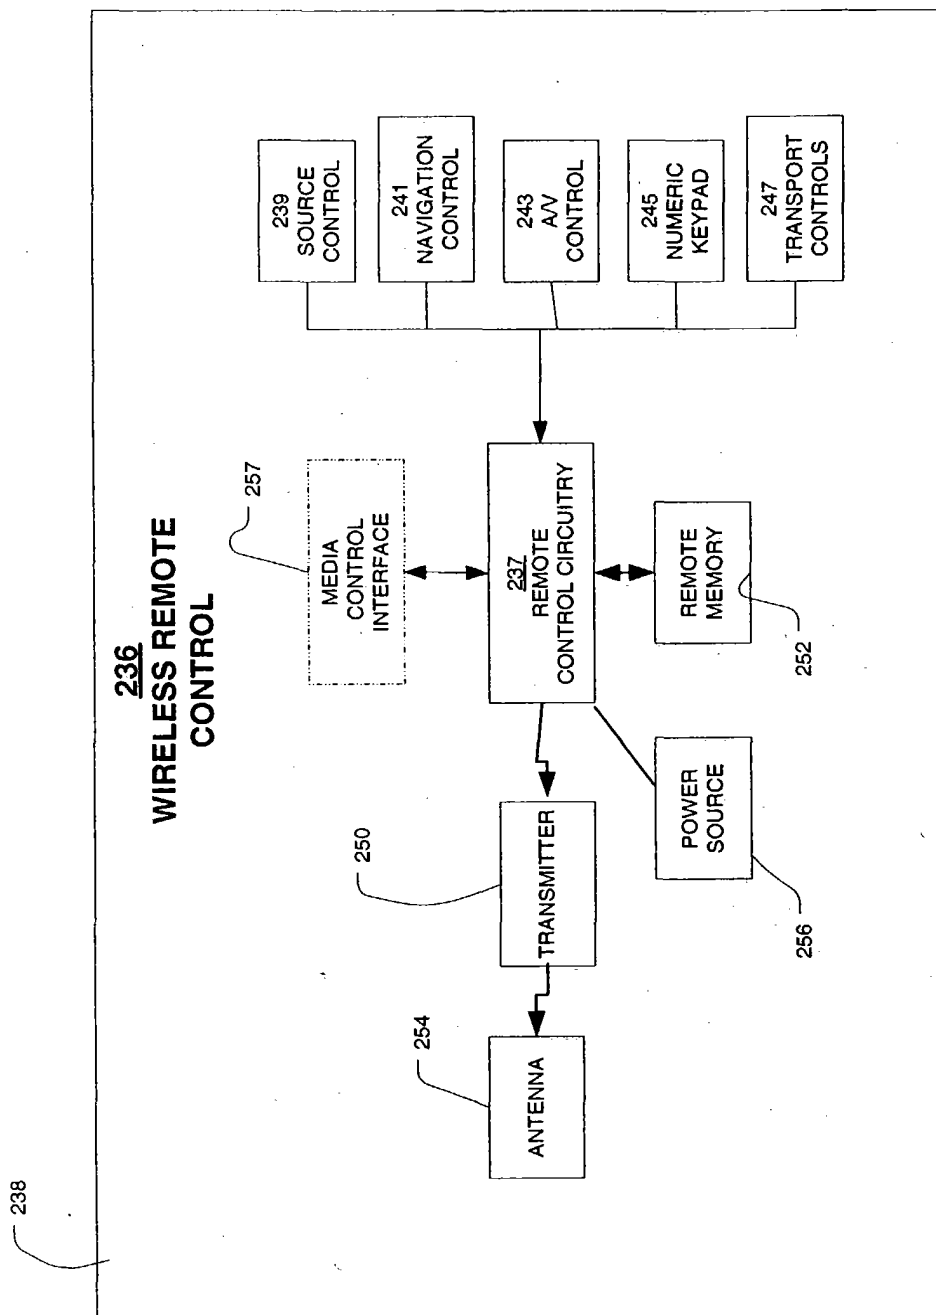 238
236
WIRELESS REMOTE
CONTROL
254
ANTENNA
250
TRANSMITTER
257
MEDIA
CONTROL
INTERFACE
237
REMOTE
CONTROL CIRCUITRY
256
POWER
SOURCE
252
REMOTE
MEMORY
239
SOURCE
CONTROL
241
NAVIGATION
CONTROL
243
A/V
CONTROL
245
NUMERIC
KEYPAD
247
TRANSPORT
CONTROLS